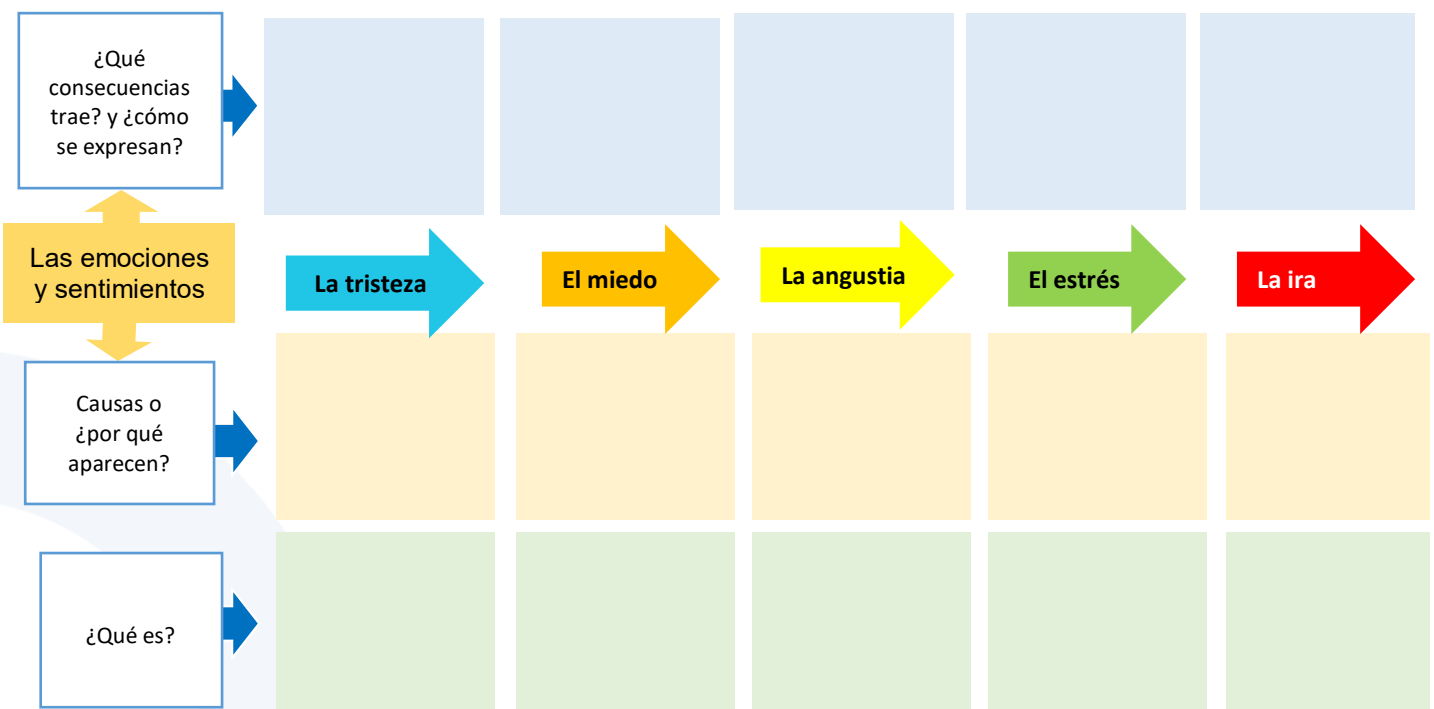 ¿Qué
consecuencias
trae? y ¿cómo
se expresan?
Las emociones
y sentimientos
La tristeza
El miedo
La angustia
El estrés
La ira
Causas o
¿por qué
aparecen?
¿Qué es?